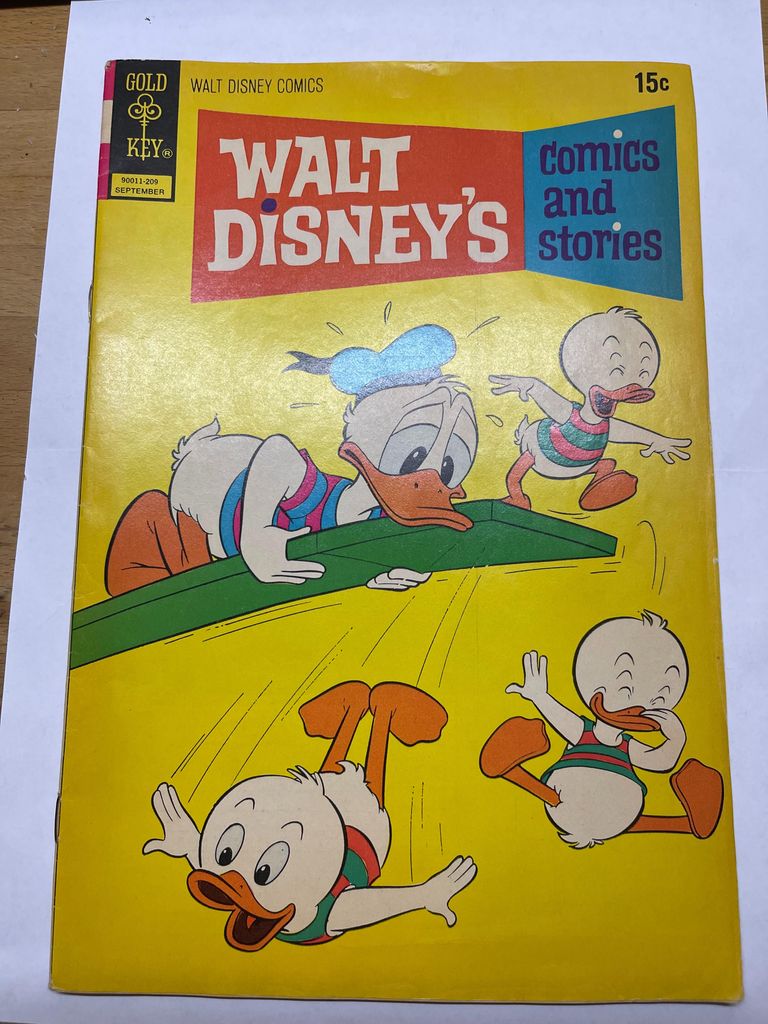 GOLD
KEY®
90011-209
SEPTEMBER
WALT DISNEY COMICS
15c
WALT
DISNEY'S
comics
and
stories